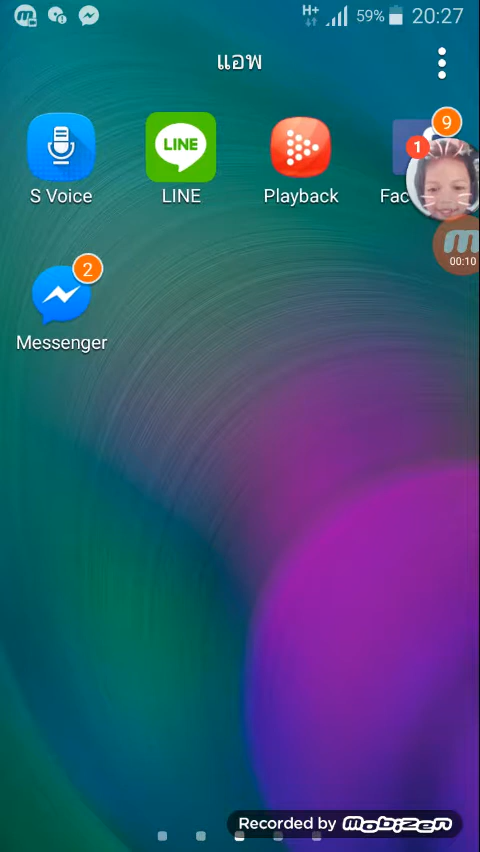 H+ 59% 20:27
แอพ
9
1
LINE
S Voice LINE Playback Fac
00:10
2
Messenger
Recorded by mobizen